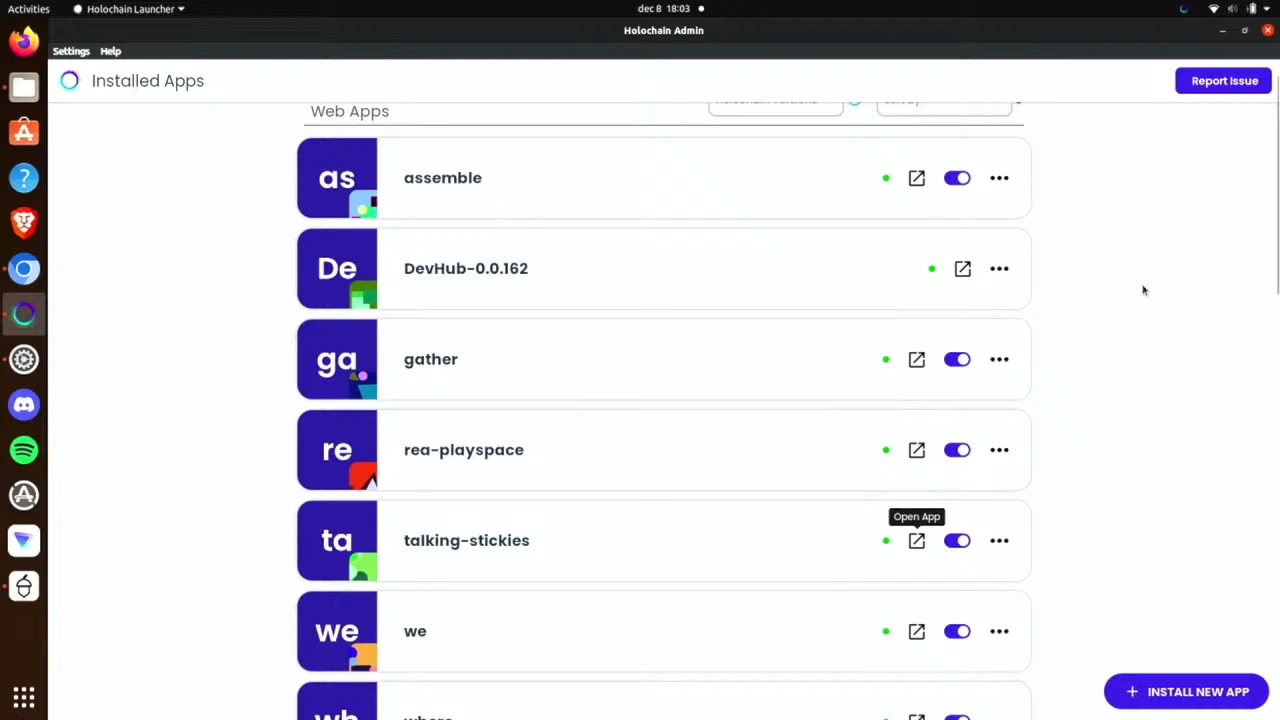 Activities
Holochain Launcher
dec 8 18:03
Holochain Admin
Settings Help
Installed Apps
Report Issue
Web Apps
as assemble
De DevHub-0.0.162
ga gather
re rea-playspace
Open App
ta talking-stickies
we we
wh where
INSTALL NEW APP